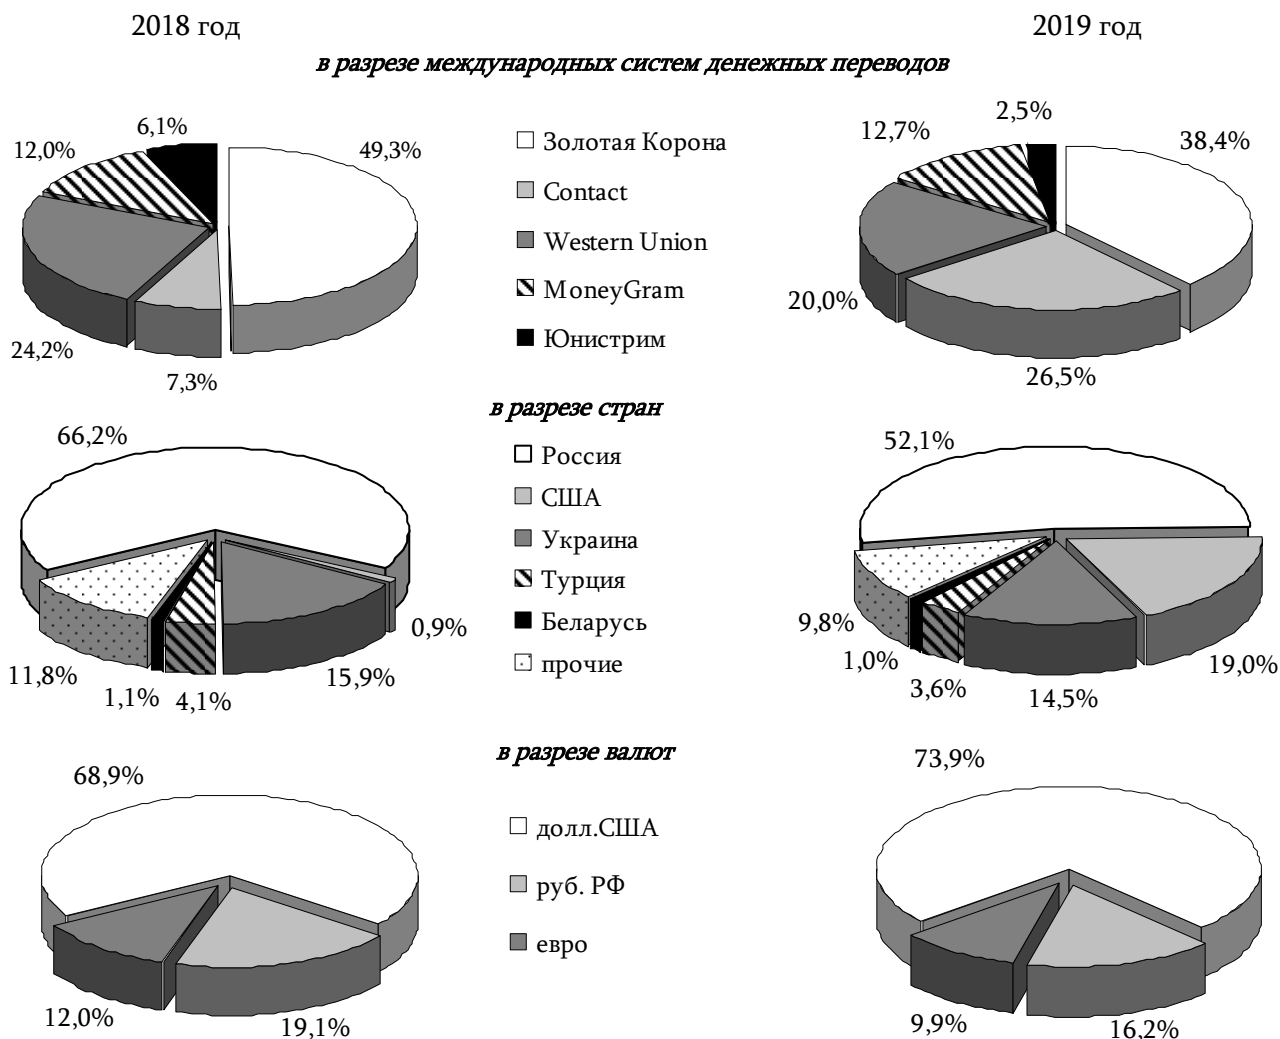 2018 год
2019 год
в разрезе международных систем денежных переводов
6,1%
12,0%
49,3%
24,2%
7,3%
Золотая Корона
Contact
Western Union
MoneyGram
Юнистрим
2,5%
12,7%
38,4%
20,0%
26,5%
в разрезе стран
66,2%
0,9%
11,8%
15,9%
1,1%
4,1%
Россия
США
Украина
Турция
Беларусь
прочие
52,1%
9,8%
1,0%
19,0%
3,6%
14,5%
в разрезе валют
68,9%
12,0%
19,1%
долл.США
руб. РФ
евро
73,9%
9,9%
16,2%